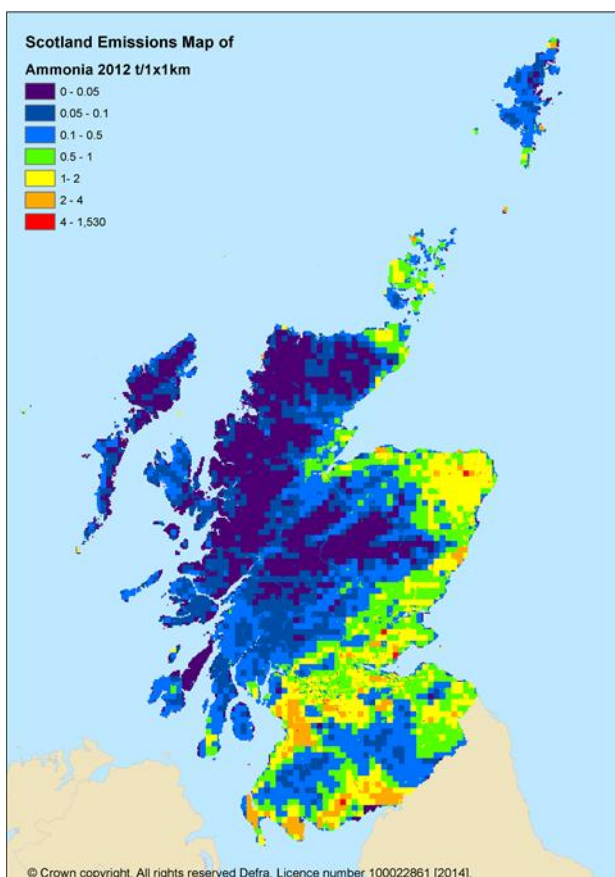 Scotland Emissions Map of
Ammonia 2012 t/1x1km
0 - 0.05
0.05 - 0.1
0.1 - 0.5
0.5 - 1
1- 2
2 - 4
4 - 1,530
© Crown copyright. All rights reserved Defra, Licence number 100022861 [2014].